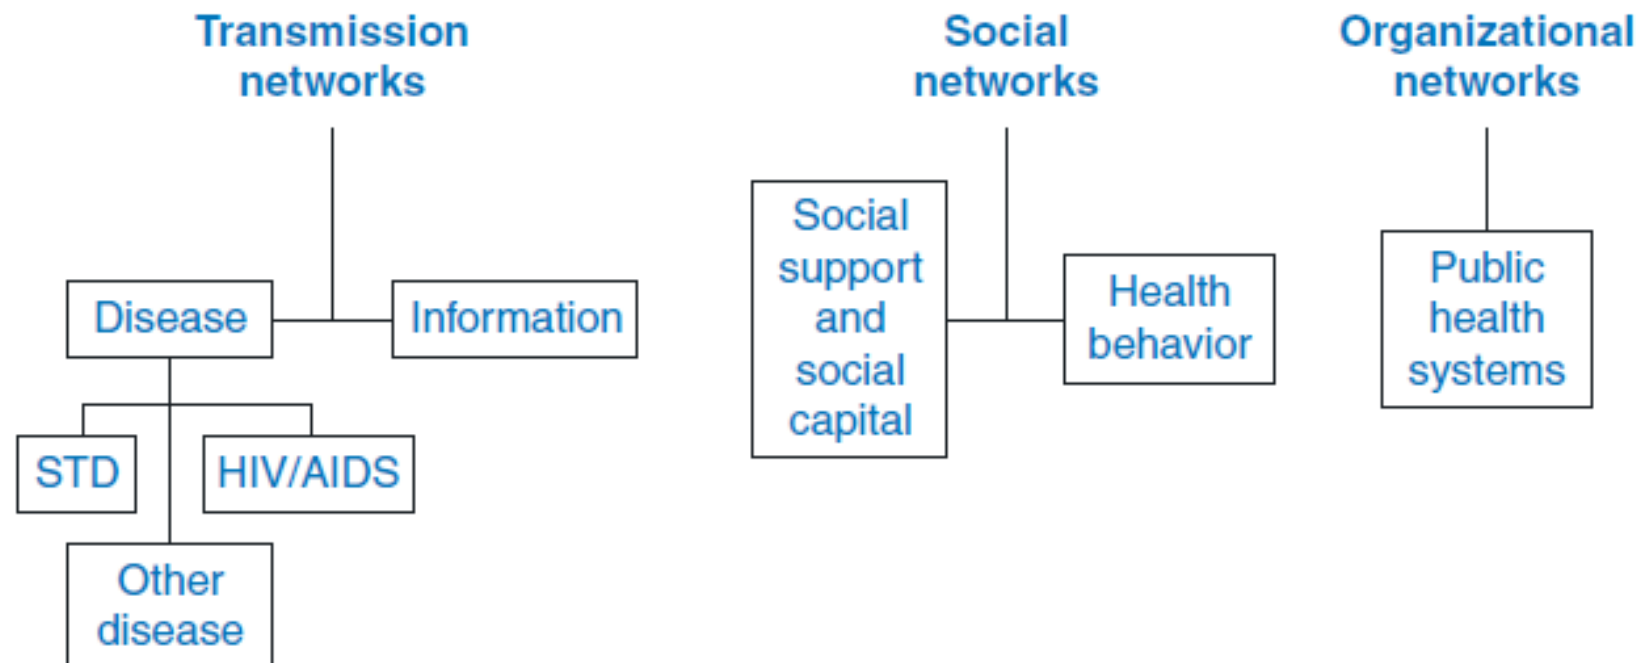 Transmission
networks
Social
networks
Organizational
networks
Disease
Information
STD
HIV/AIDS
Other
disease
Social
support
and
social
capital
Health
behavior
Public
health
systems